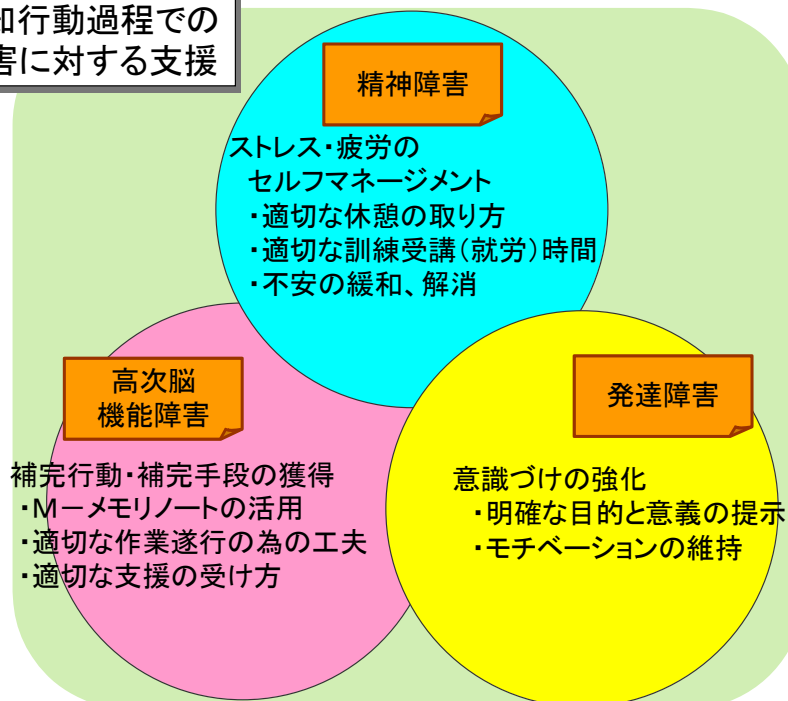 知行動過程での
害に対する支援
精神障害
ストレス・疲労の
セルフマネージメント
・適切な休憩の取り方
・適切な訓練受講(就労)時間
・不安の緩和、解消
高次脳
機能障害
補完行動・補完手段の獲得
・M-メモリノートの活用
・適切な作業遂行の為の工夫
・適切な支援の受け方
発達障害
意識づけの強化
・明確な目的と意義の提示
・モチベーションの維持